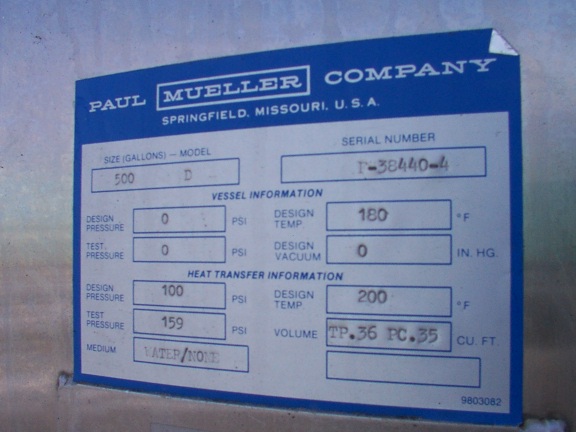 PAUL MUELLER COMPANY
SPRINGFIELD, MISSOURI, U.S.A.
SIZE (GALLONS) — MODEL
500 D
SERIAL NUMBER
P-38440-4
VESSEL INFORMATION
DESIGN PRESSURE 0 PSI
DESIGN TEMP. 180 °F
TEST PRESSURE 0 PSI
DESIGN VACUUM 0 IN. HG.
HEAT TRANSFER INFORMATION
DESIGN PRESSURE 100 PSI
DESIGN TEMP. 200 °F
TEST PRESSURE 159 PSI
VOLUME TP.36 PC.35 CU. FT.
MEDIUM WATER/NONE
9803082